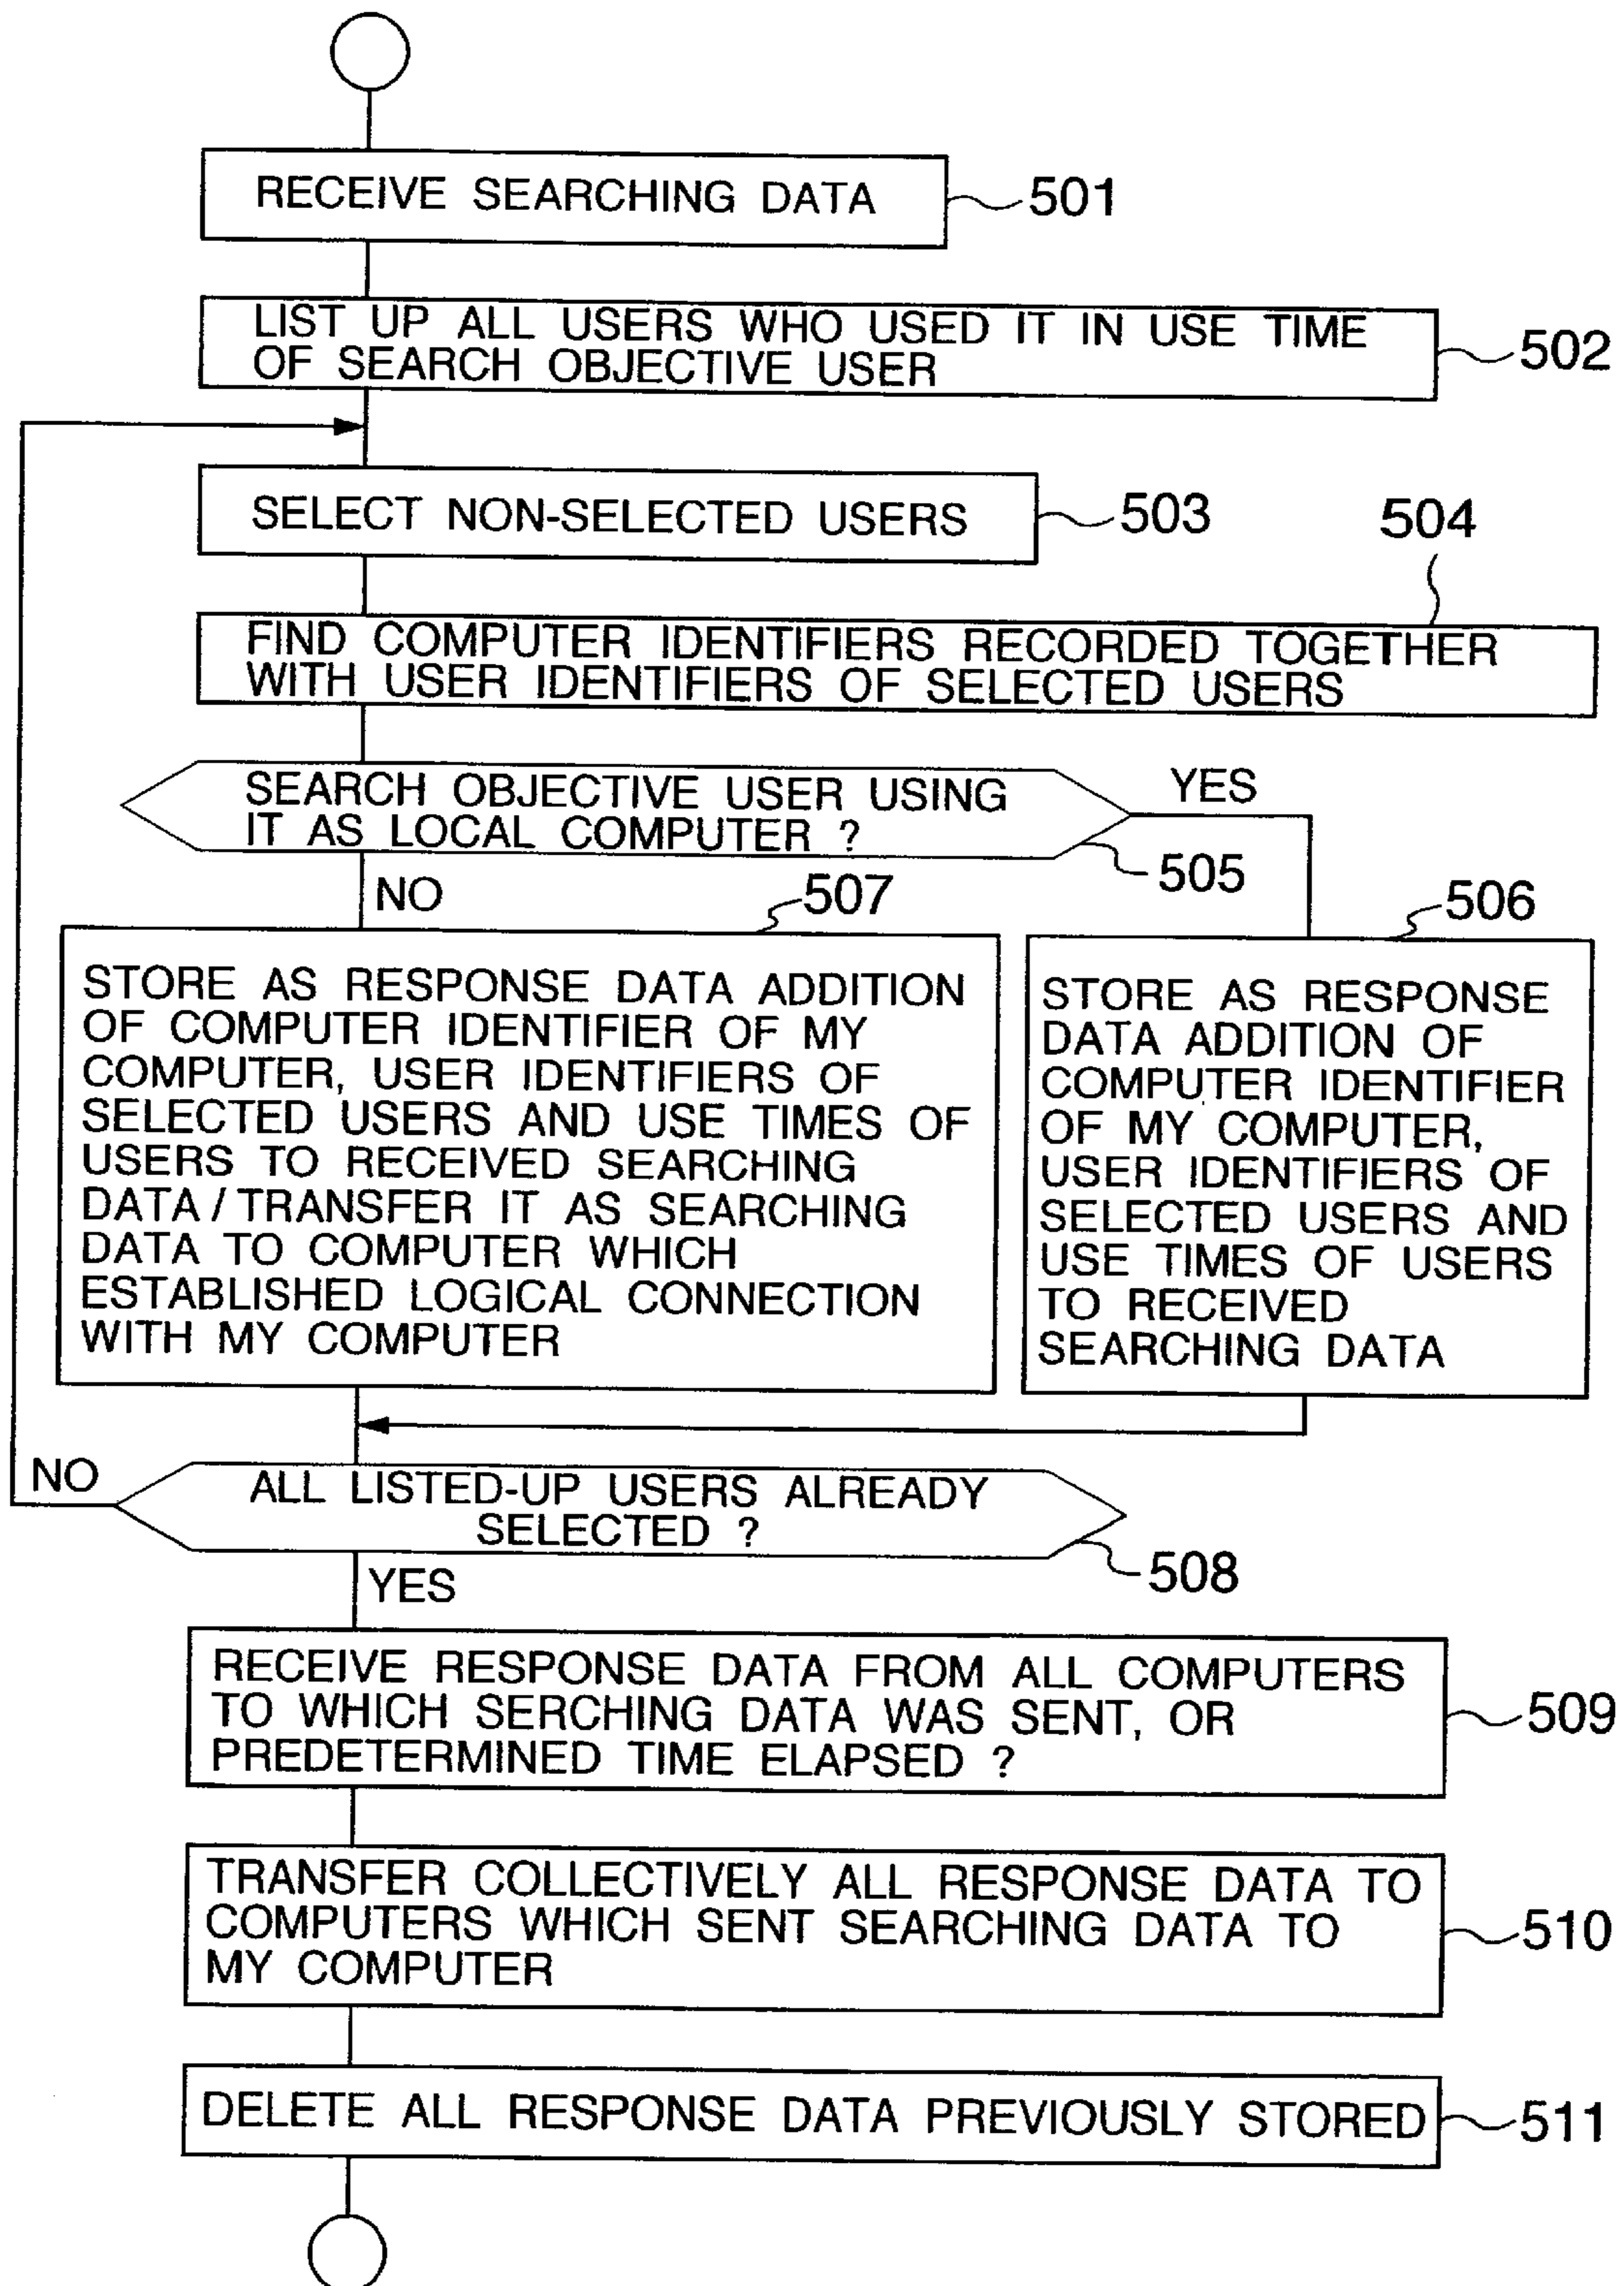 RECEIVE SEARCHING DATA
501
LIST UP ALL USERS WHO USED IT IN USE TIME
OF SEARCH OBJECTIVE USER
502
SELECT NON-SELECTED USERS
503
504
FIND COMPUTER IDENTIFIERS RECORDED TOGETHER
WITH USER IDENTIFIERS OF SELECTED USERS
SEARCH OBJECTIVE USER USING
IT AS LOCAL COMPUTER ?
YES
505
NO
507
STORE AS RESPONSE DATA ADDITION
OF COMPUTER IDENTIFIER OF MY
COMPUTER, USER IDENTIFIERS OF
SELECTED USERS AND USE TIMES OF
USERS TO RECEIVED SEARCHING
DATA / TRANSFER IT AS SEARCHING
DATA TO COMPUTER WHICH
ESTABLISHED LOGICAL CONNECTION
WITH MY COMPUTER
506
STORE AS RESPONSE
DATA ADDITION OF
COMPUTER IDENTIFIER
OF MY COMPUTER,
USER IDENTIFIERS OF
SELECTED USERS AND
USE TIMES OF USERS
TO RECEIVED
SEARCHING DATA
NO
ALL LISTED-UP USERS ALREADY
SELECTED ?
508
YES
RECEIVE RESPONSE DATA FROM ALL COMPUTERS
TO WHICH SERCHING DATA WAS SENT, OR
PREDETERMINED TIME ELAPSED ?
509
TRANSFER COLLECTIVELY ALL RESPONSE DATA TO
COMPUTERS WHICH SENT SEARCHING DATA TO
MY COMPUTER
510
DELETE ALL RESPONSE DATA PREVIOUSLY STORED
511